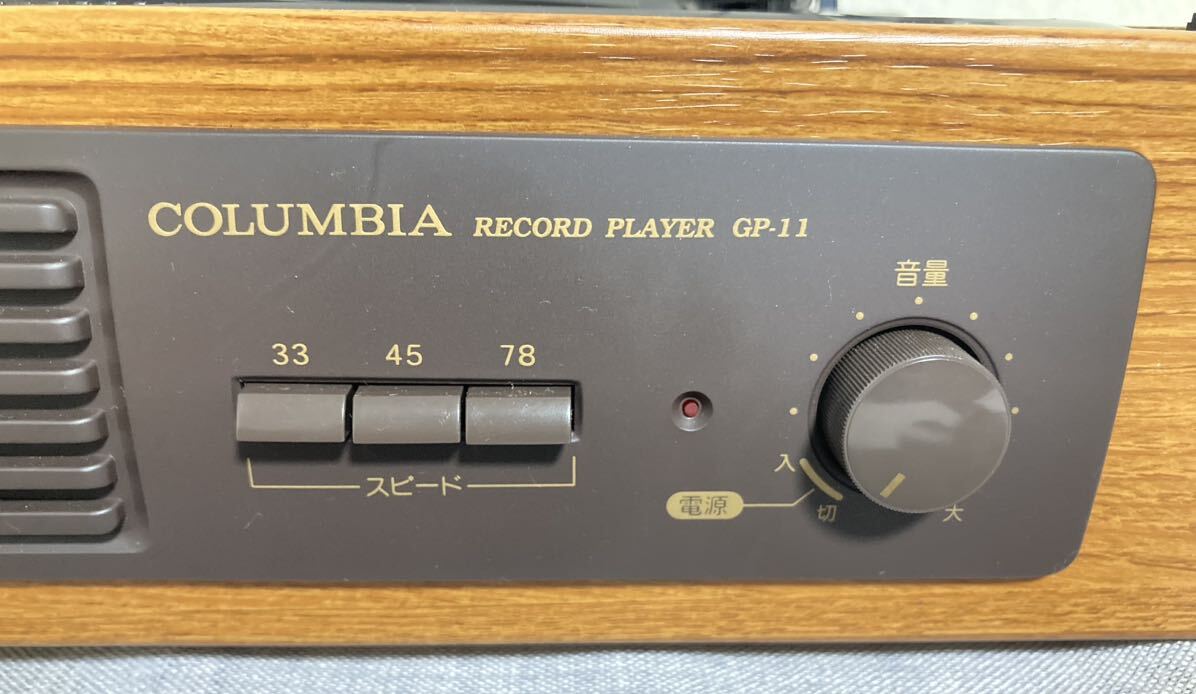 COLUMBIA RECORD PLAYER GP-11
音量
33 45 78
スピード
入
電源
切 大